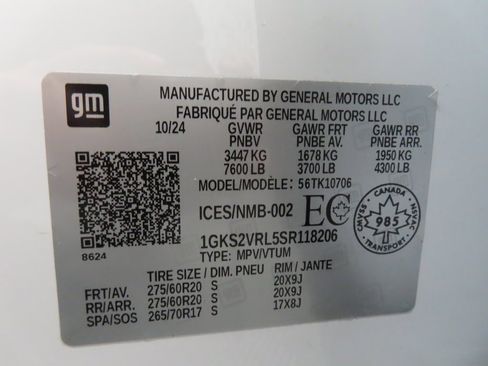 gm
MANUFACTURED BY GENERAL MOTORS LLC
FABRIQUÉ PAR GENERAL MOTORS LLC
10/24 GVWR GAWR FRT GAWR RR
PNBV PNBE AV. PNBE ARR.
3447 KG 1678 KG 1950 KG
7600 LB 3700 LB 4300 LB
MODEL/MODÈLE: 56TK10706
ICES/NMB-002 EC
CANADA
CMVSS 985 NSVAC
1GKS2VRL5SR118206
8624 TYPE: MPV/VTUM
TIRE SIZE / DIM. PNEU RIM / JANTE
FRT/AV. 275/60R20 S 20X9J
RR/ARR. 275/60R20 S 20X9J
SPA/SOS 265/70R17 S 17X8J